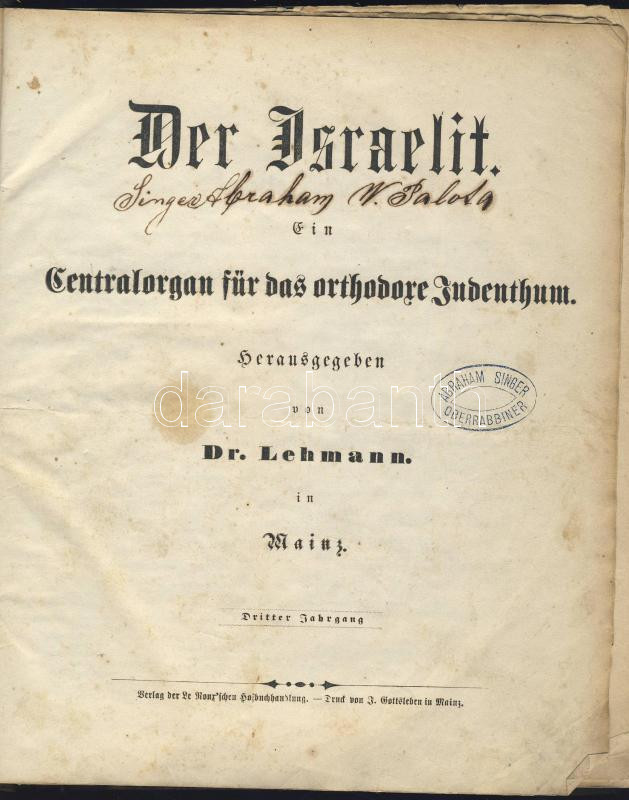 Der Israelit.
Singer Abraham V. Palota
Ein
Centralorgan für das orthodoxe Judenthum.
Herausgegeben
darabanth
von
ABRAHAM SINGER
OBERRABBINER
Dr. Lehmann.
in
Mainz.
Dritter Jahrgang
Verlag der Le Roux'schen Hofbuchhandlung. — Druck von J. Gottsleben in Mainz.